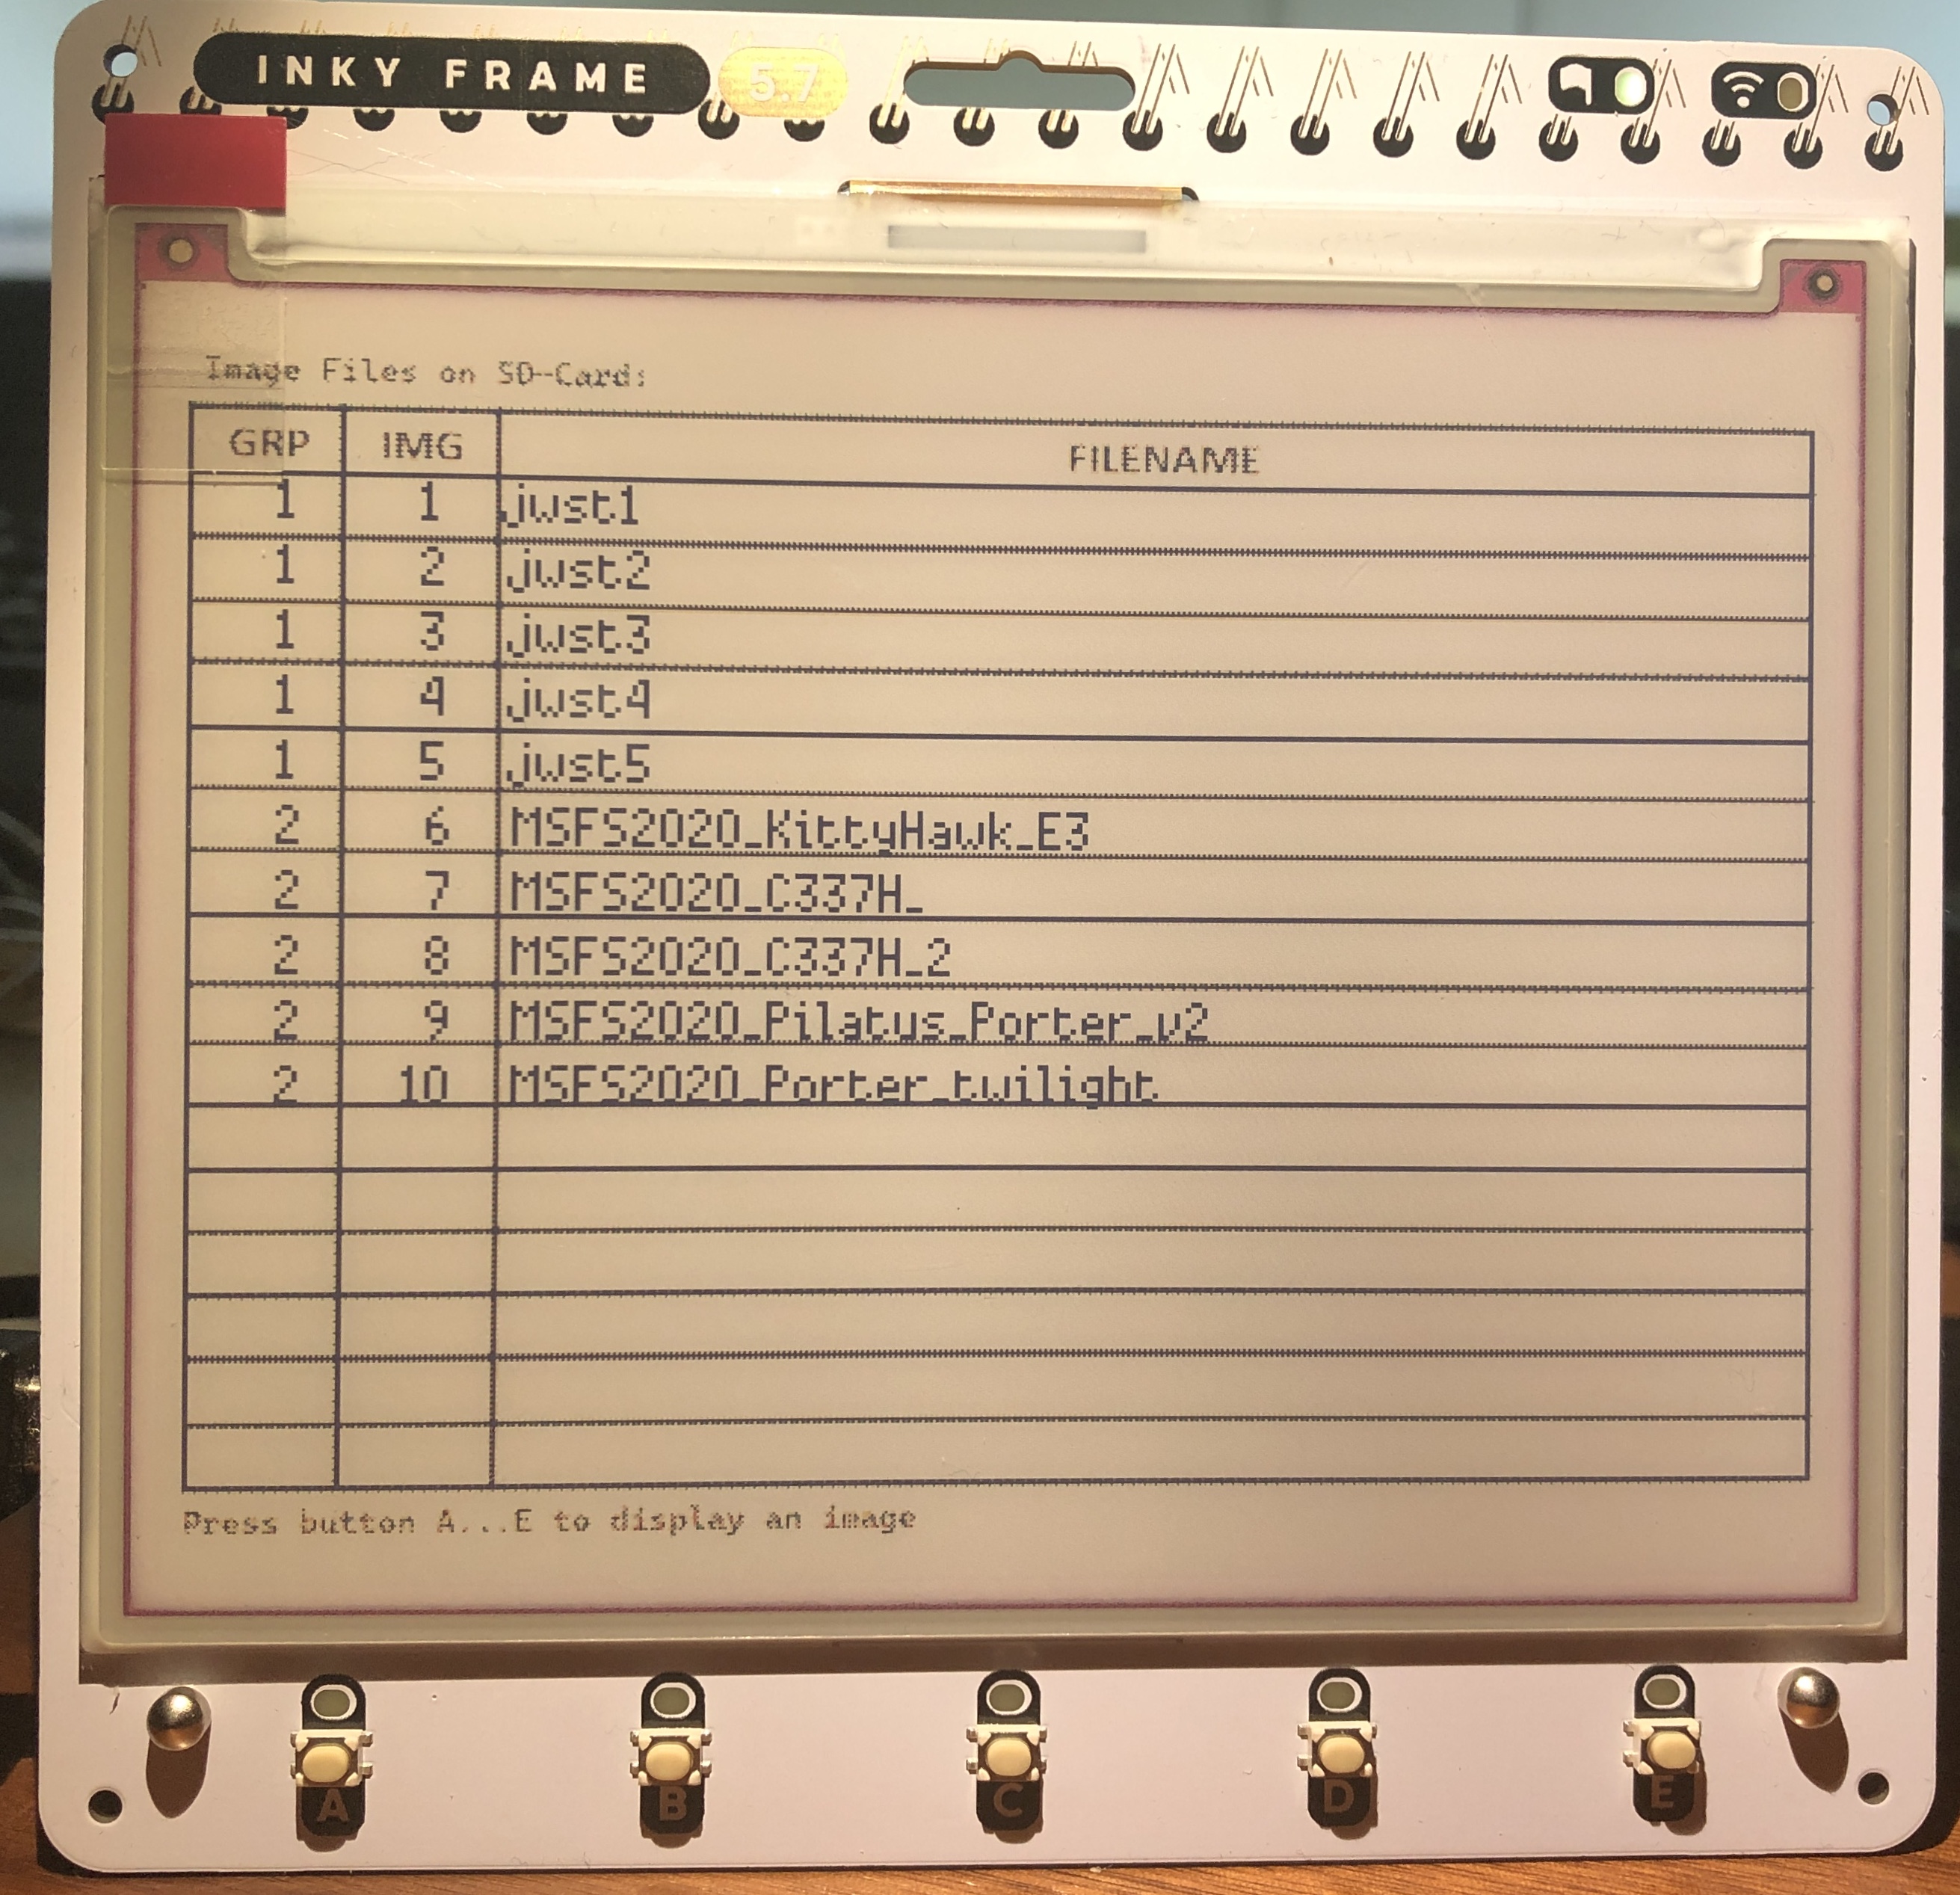 INKY FRAME 5.7
Image Files on SD-Card:
GRP IMG FILENAME
1 1 jwst1
1 2 jwst2
1 3 jwst3
1 4 jwst4
1 5 jwst5
2 6 MSFS2020_KittyHawk_E3
2 7 MSFS2020_C337H_
2 8 MSFS2020_C337H_2
2 9 MSFS2020_Pilatus_Porter_v2
2 10 MSFS2020_Porter_twilight
Press button A...E to display an image
A B C D E